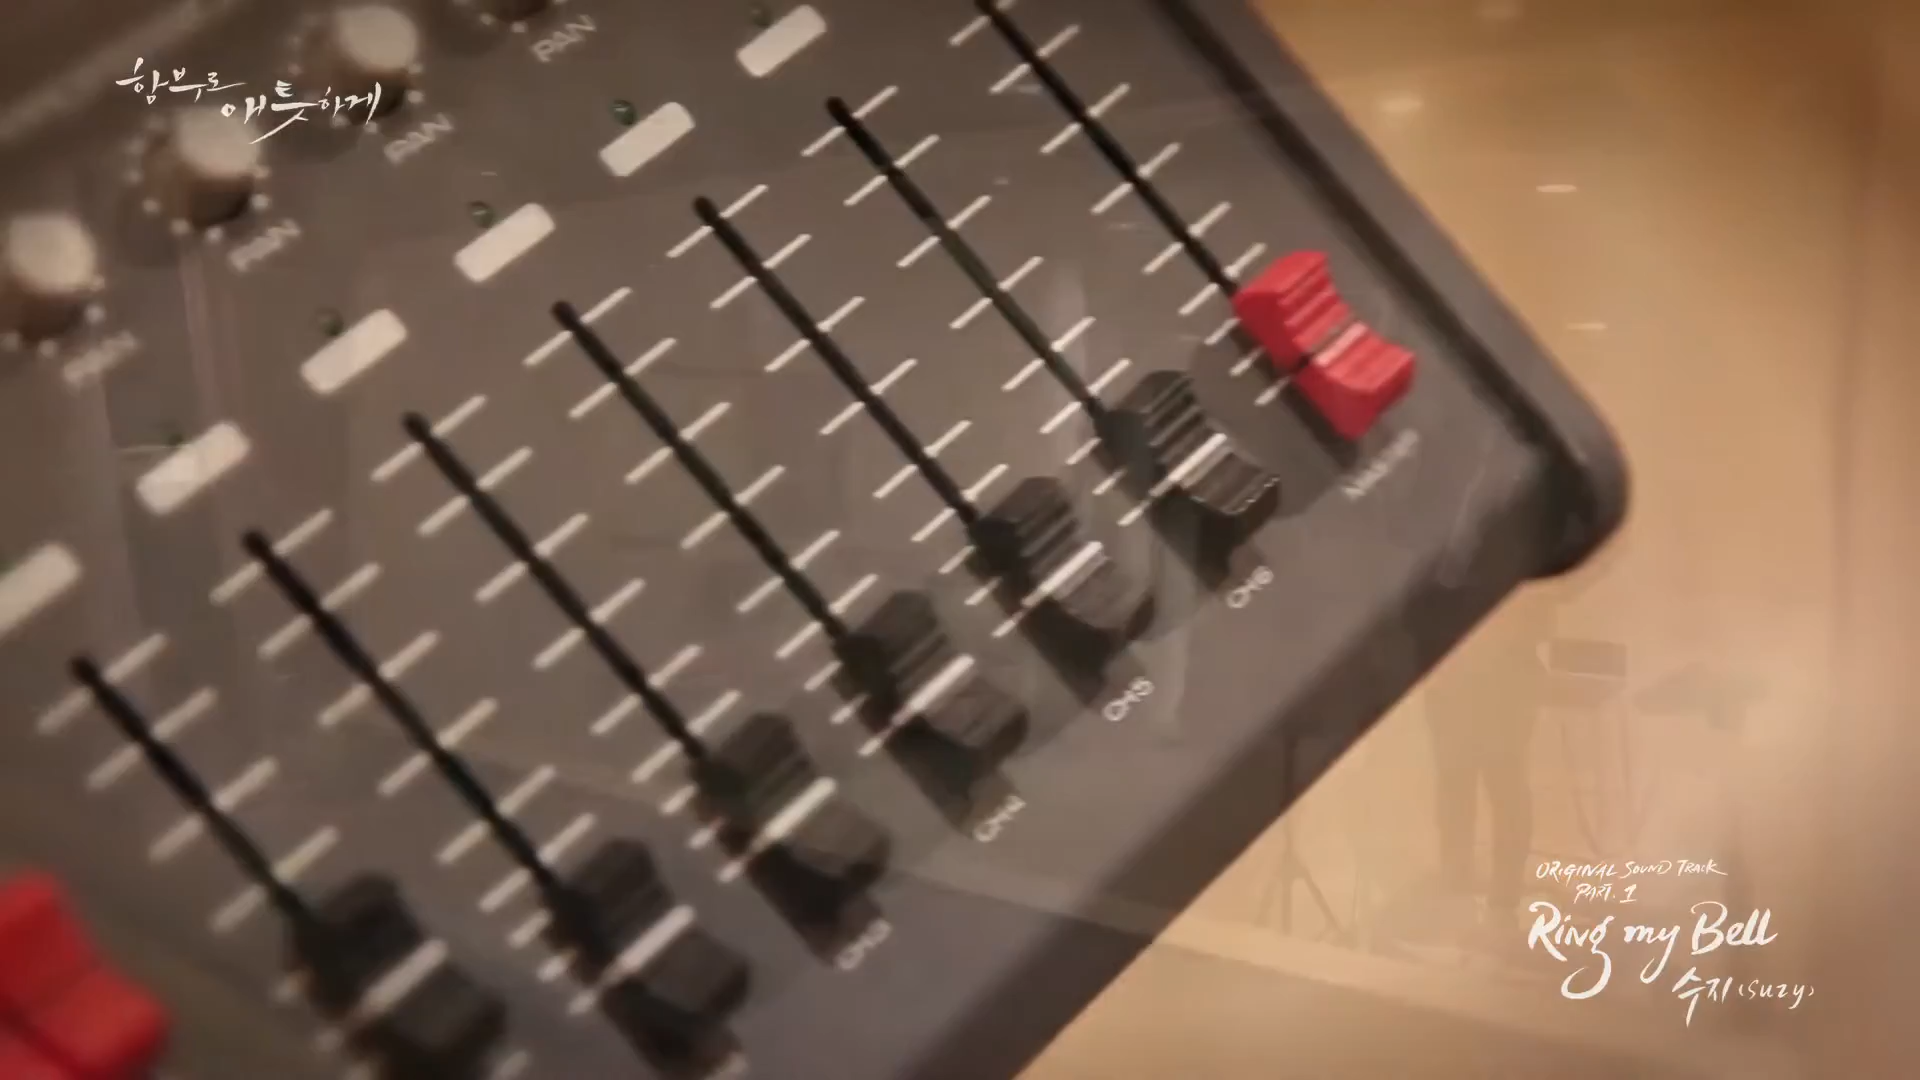 함부로
애틋하게
PAN
PAN
PAN
PAN
CH6
CH5
CH4
CH3
ORIGINAL SOUND TRACK
PART. 1
Ring my Bell
수지 (suzy)